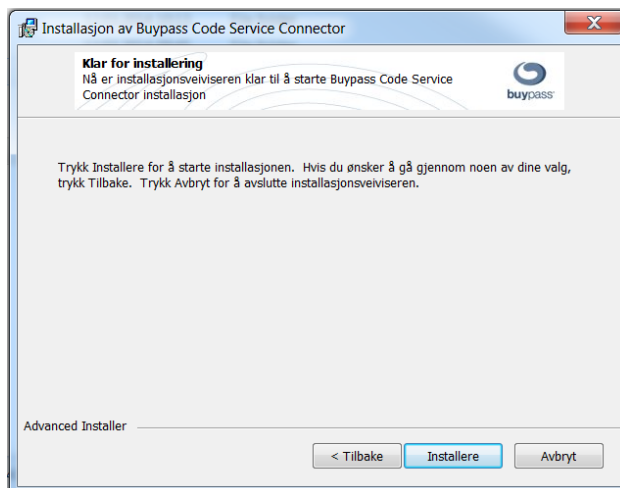 Installasjon av Buypass Code Service Connector
X
Klar for installering
Nå er installasjonsveiviseren klar til å starte Buypass Code Service
Connector installasjon
buypass
Trykk Installere for å starte installasjonen. Hvis du ønsker å gå gjennom noen av dine valg,
trykk Tilbake. Trykk Avbryt for å avslutte installasjonsveiviseren.
Advanced Installer
< Tilbake
Installere
Avbryt